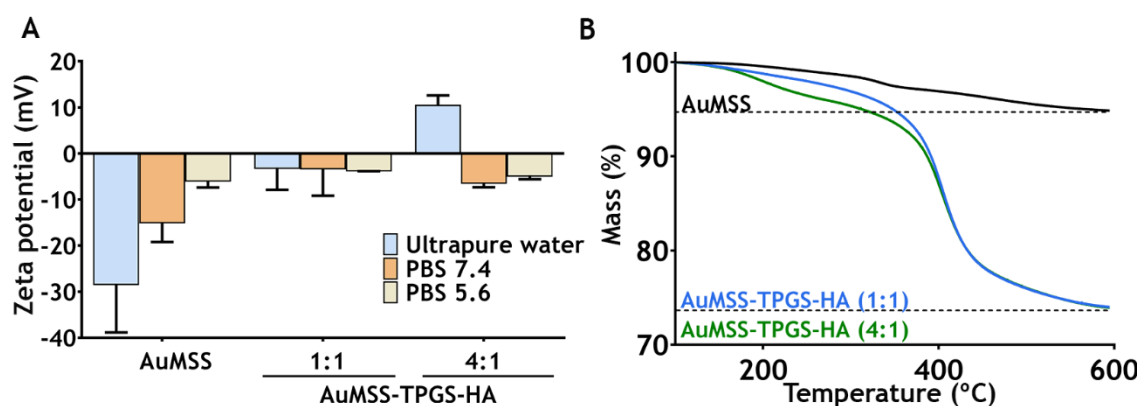 A
Zeta potential (mV)
20
10
0
-10
-20
-30
-40
Ultrapure water
PBS 7.4
PBS 5.6
AuMSS
1:1
4:1
AuMSS-TPGS-HA
B
Mass (%)
100
90
80
70
AuMSS
AuMSS-TPGS-HA (1:1)
AuMSS-TPGS-HA (4:1)
200
400
600
Temperature (ºC)